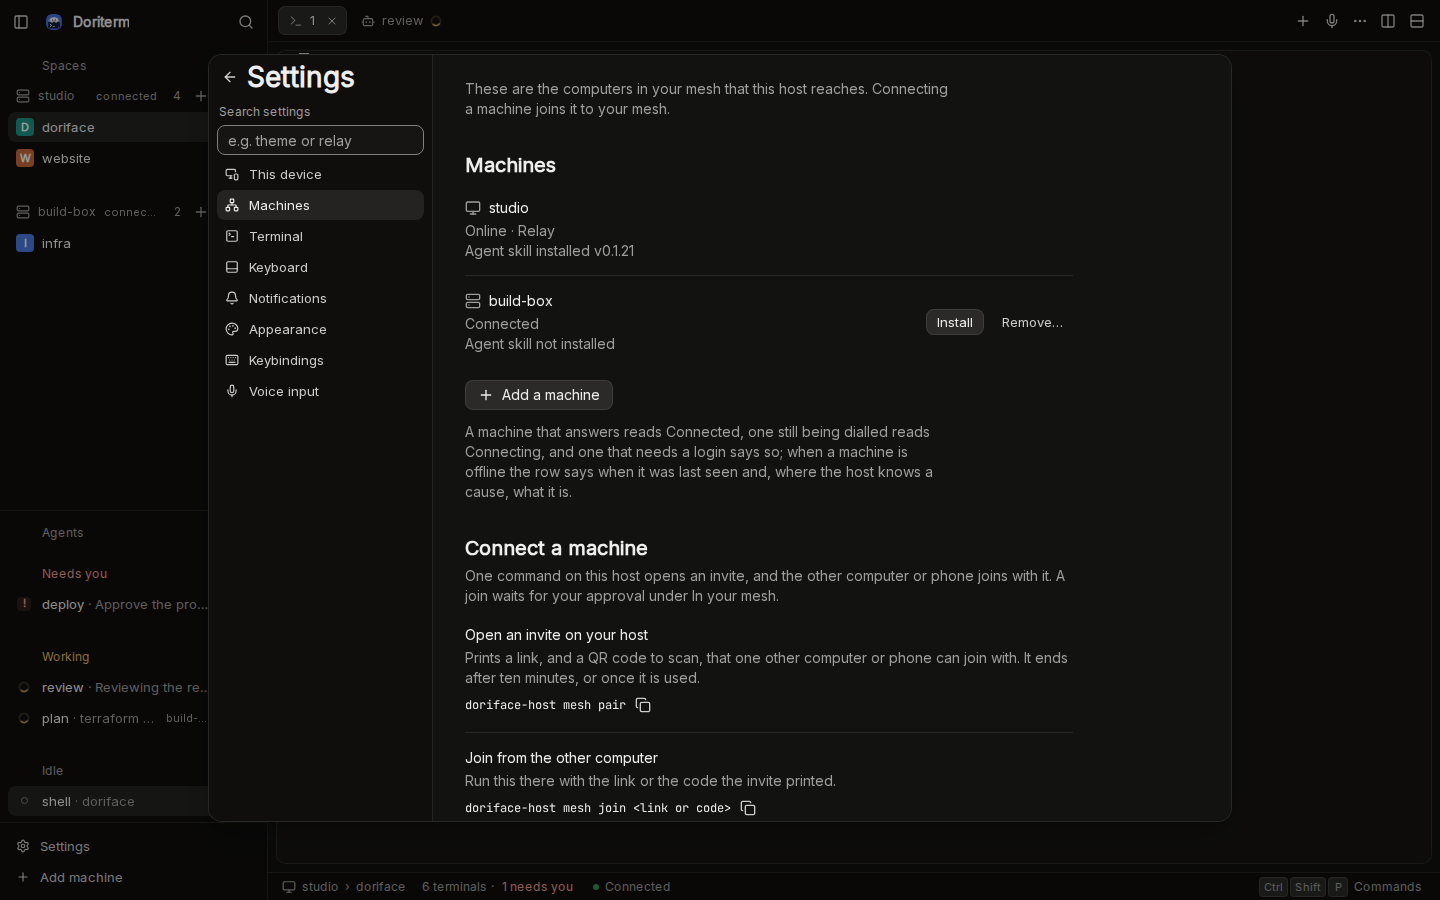 Doriterm
1
review
Spaces
studio connected 4
D doriface
W website
build-box connec... 2
I infra
Agents
Needs you
! deploy · Approve the pro...
Working
review · Reviewing the re...
plan · terraform ... build-...
Idle
shell · doriface
Settings
Add machine
Settings
Search settings
e.g. theme or relay
This device
Machines
Terminal
Keyboard
Notifications
Appearance
Keybindings
Voice input
These are the computers in your mesh that this host reaches. Connecting
a machine joins it to your mesh.
Machines
studio
Online · Relay
Agent skill installed v0.1.21
build-box
Connected
Agent skill not installed
Install Remove...
Add a machine
A machine that answers reads Connected, one still being dialled reads
Connecting, and one that needs a login says so; when a machine is
offline the row says when it was last seen and, where the host knows a
cause, what it is.
Connect a machine
One command on this host opens an invite, and the other computer or phone joins with it. A
join waits for your approval under In your mesh.
Open an invite on your host
Prints a link, and a QR code to scan, that one other computer or phone can join with. It ends
after ten minutes, or once it is used.
doriface-host mesh pair
Join from the other computer
Run this there with the link or the code the invite printed.
doriface-host mesh join <link or code>
studio › doriface 6 terminals · 1 needs you Connected
Ctrl Shift P Commands